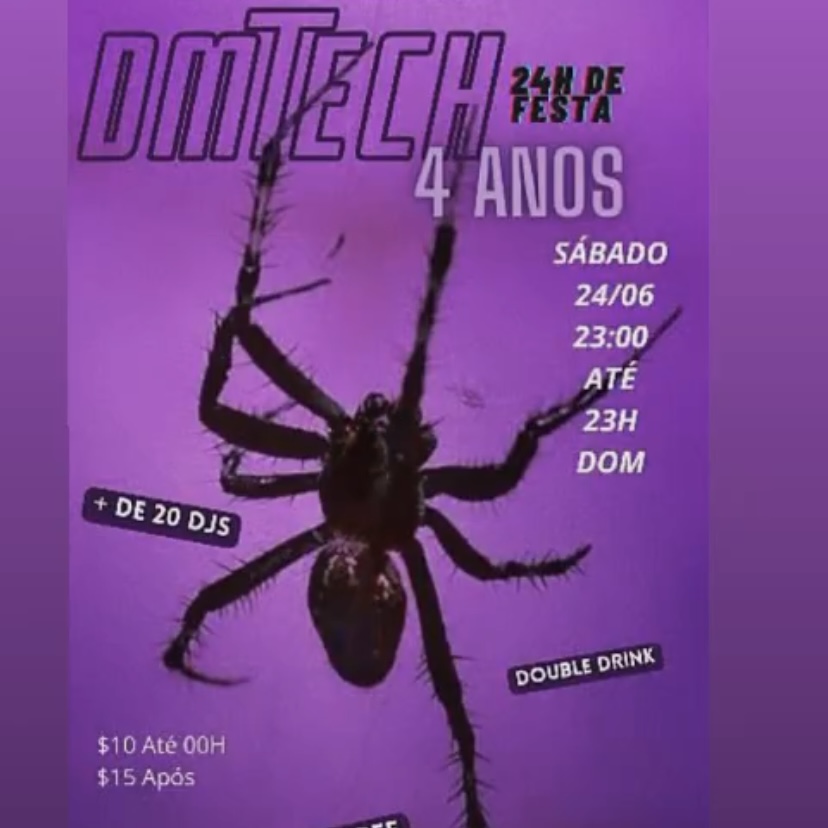 DMTECH
24H DE
FESTA
4 ANOS
SÁBADO
24/06
23:00
ATÉ
23H
DOM
+ DE 20 DJS
DOUBLE DRINK
$10 Até 00H
$15 Após